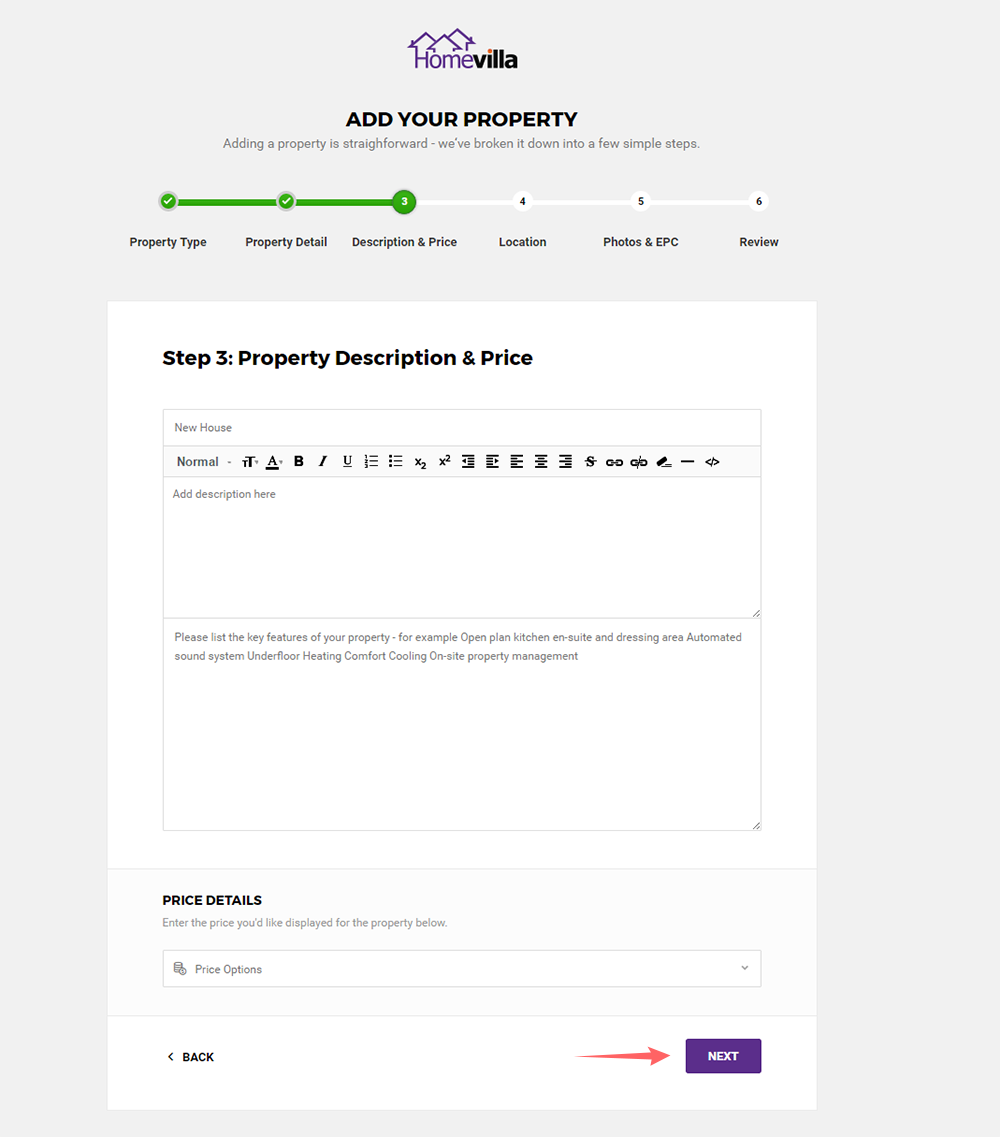 Homevilla
ADD YOUR PROPERTY
Adding a property is straighforward - we've broken it down into a few simple steps.
3 4 5 6
Property Type Property Detail Description & Price Location Photos & EPC Review
Step 3: Property Description & Price
New House
Normal - TT A B I U x2 x2 S </>
Add description here
Please list the key features of your property - for example Open plan kitchen en-suite and dressing area Automated
sound system Underfloor Heating Comfort Cooling On-site property management
PRICE DETAILS
Enter the price you'd like displayed for the property below.
Price Options
BACK NEXT